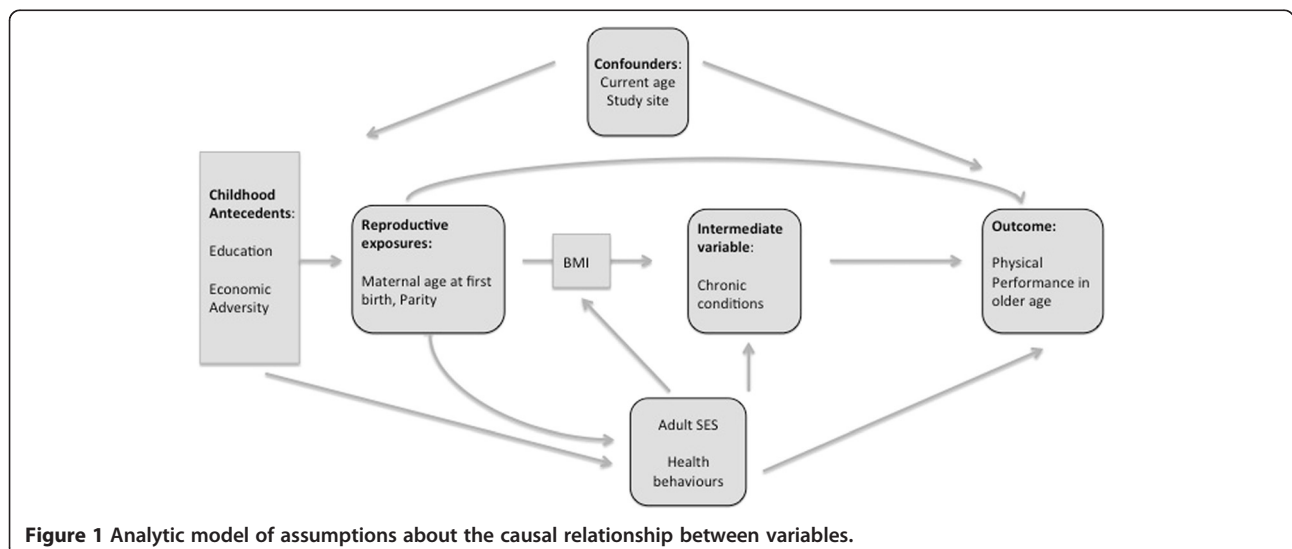 Confounders:
Current age
Study site
Childhood
Antecedents:
Education
Economic
Adversity
Reproductive
exposures:
Maternal age at first
birth, Parity
BMI
Intermediate
variable:
Chronic
conditions
Outcome:
Physical
Performance in
older age
Adult SES
Health
behaviours
Figure 1 Analytic model of assumptions about the causal relationship between variables.